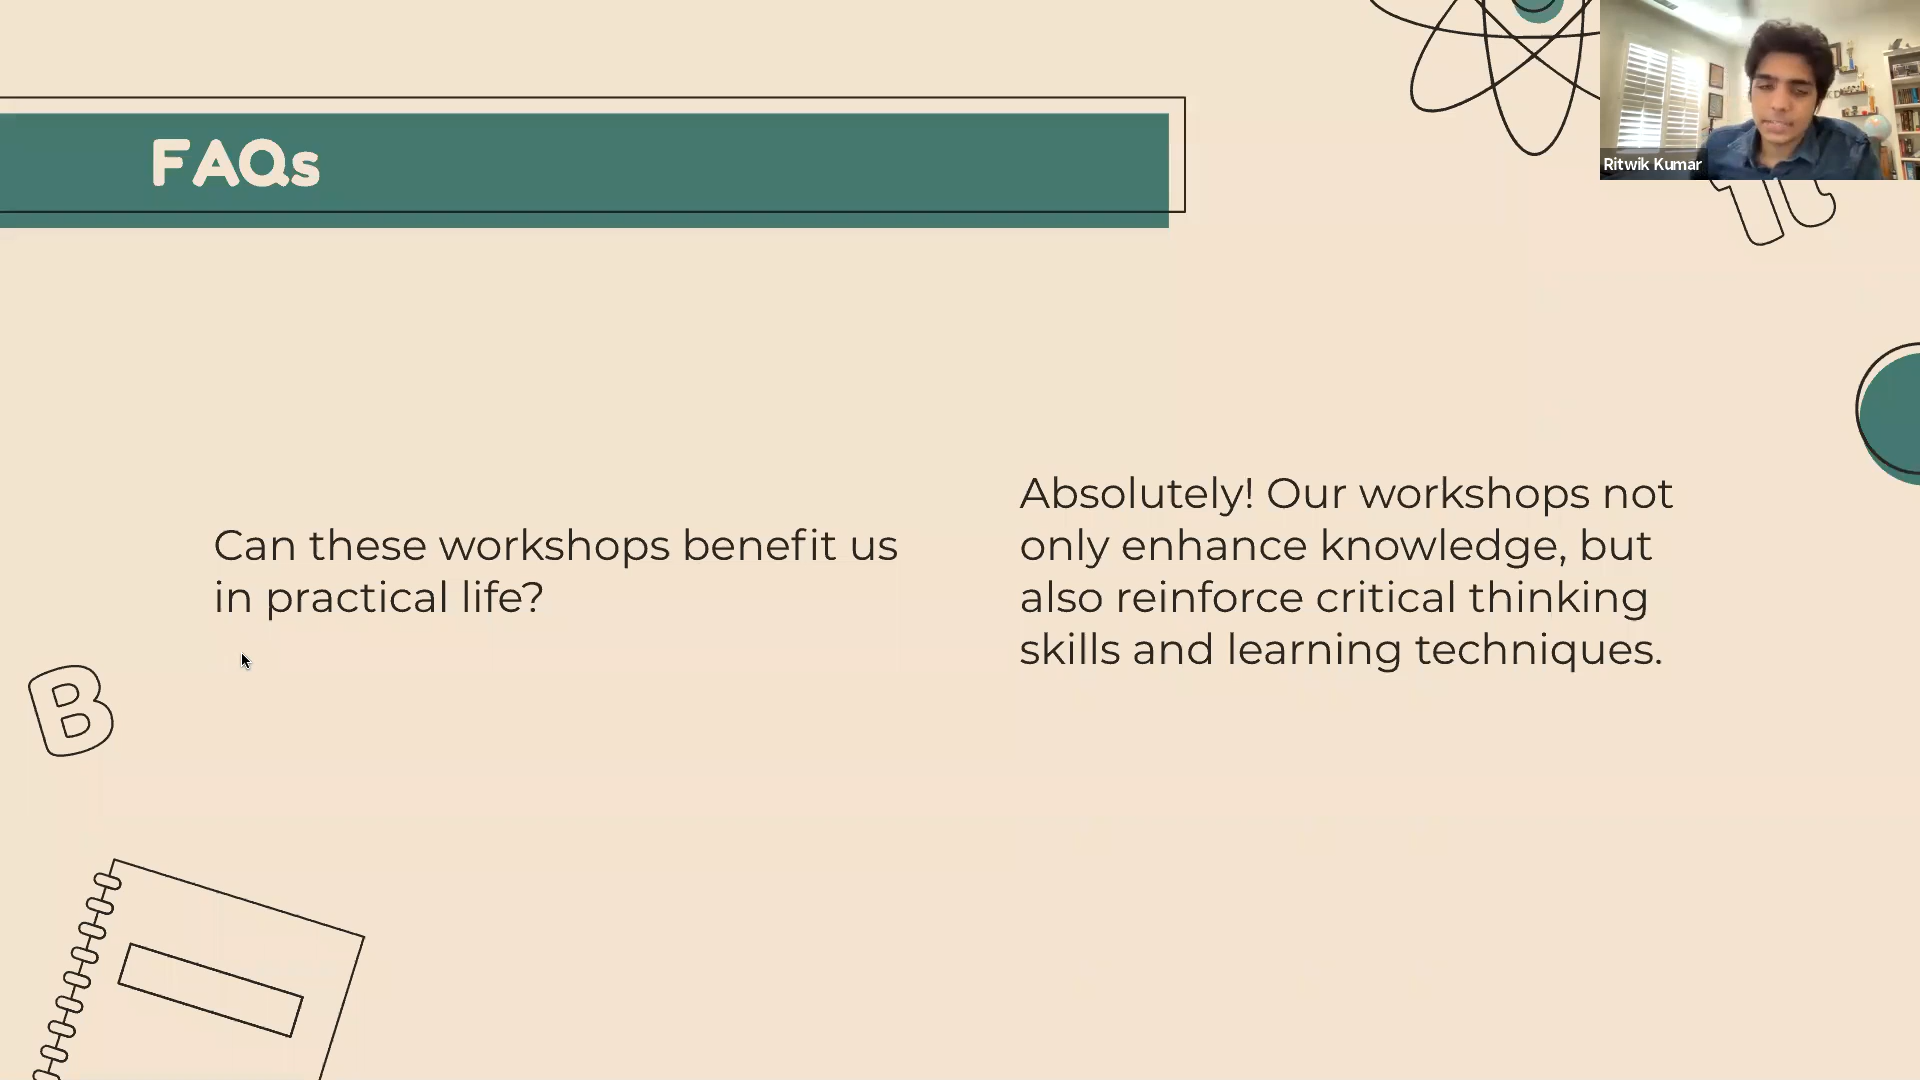 FAQs
Ritwik Kumar
Can these workshops benefit us
in practical life?
Absolutely! Our workshops not
only enhance knowledge, but
also reinforce critical thinking
skills and learning techniques.
B
π